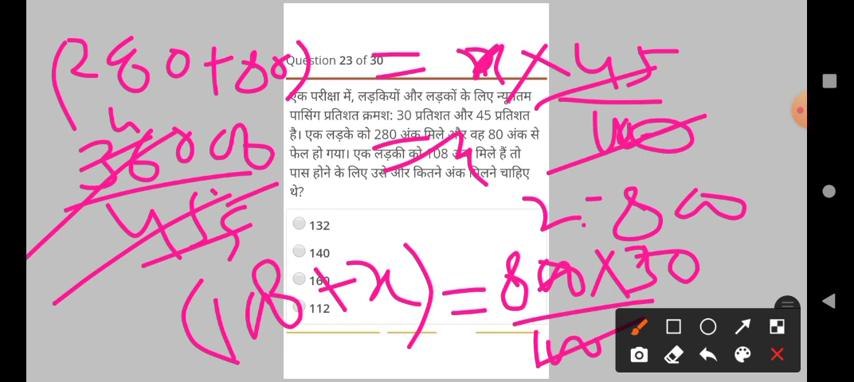 Question 23 of 30
एक परीक्षा में, लड़कियों और लड़कों के लिए न्यूनतम
पासिंग प्रतिशत क्रमश: 30 प्रतिशत और 45 प्रतिशत
है। एक लड़के को 280 अंक मिले और वह 80 अंक से
फेल हो गया। एक लड़की को 108 अंक मिले हैं तो
पास होने के लिए उसे और कितने अंक मिलने चाहिए
थे?
132
140
160
112
(280+80) = x × 45
100
36000
45
= x
x = 800
(108+x) = 800×30
100